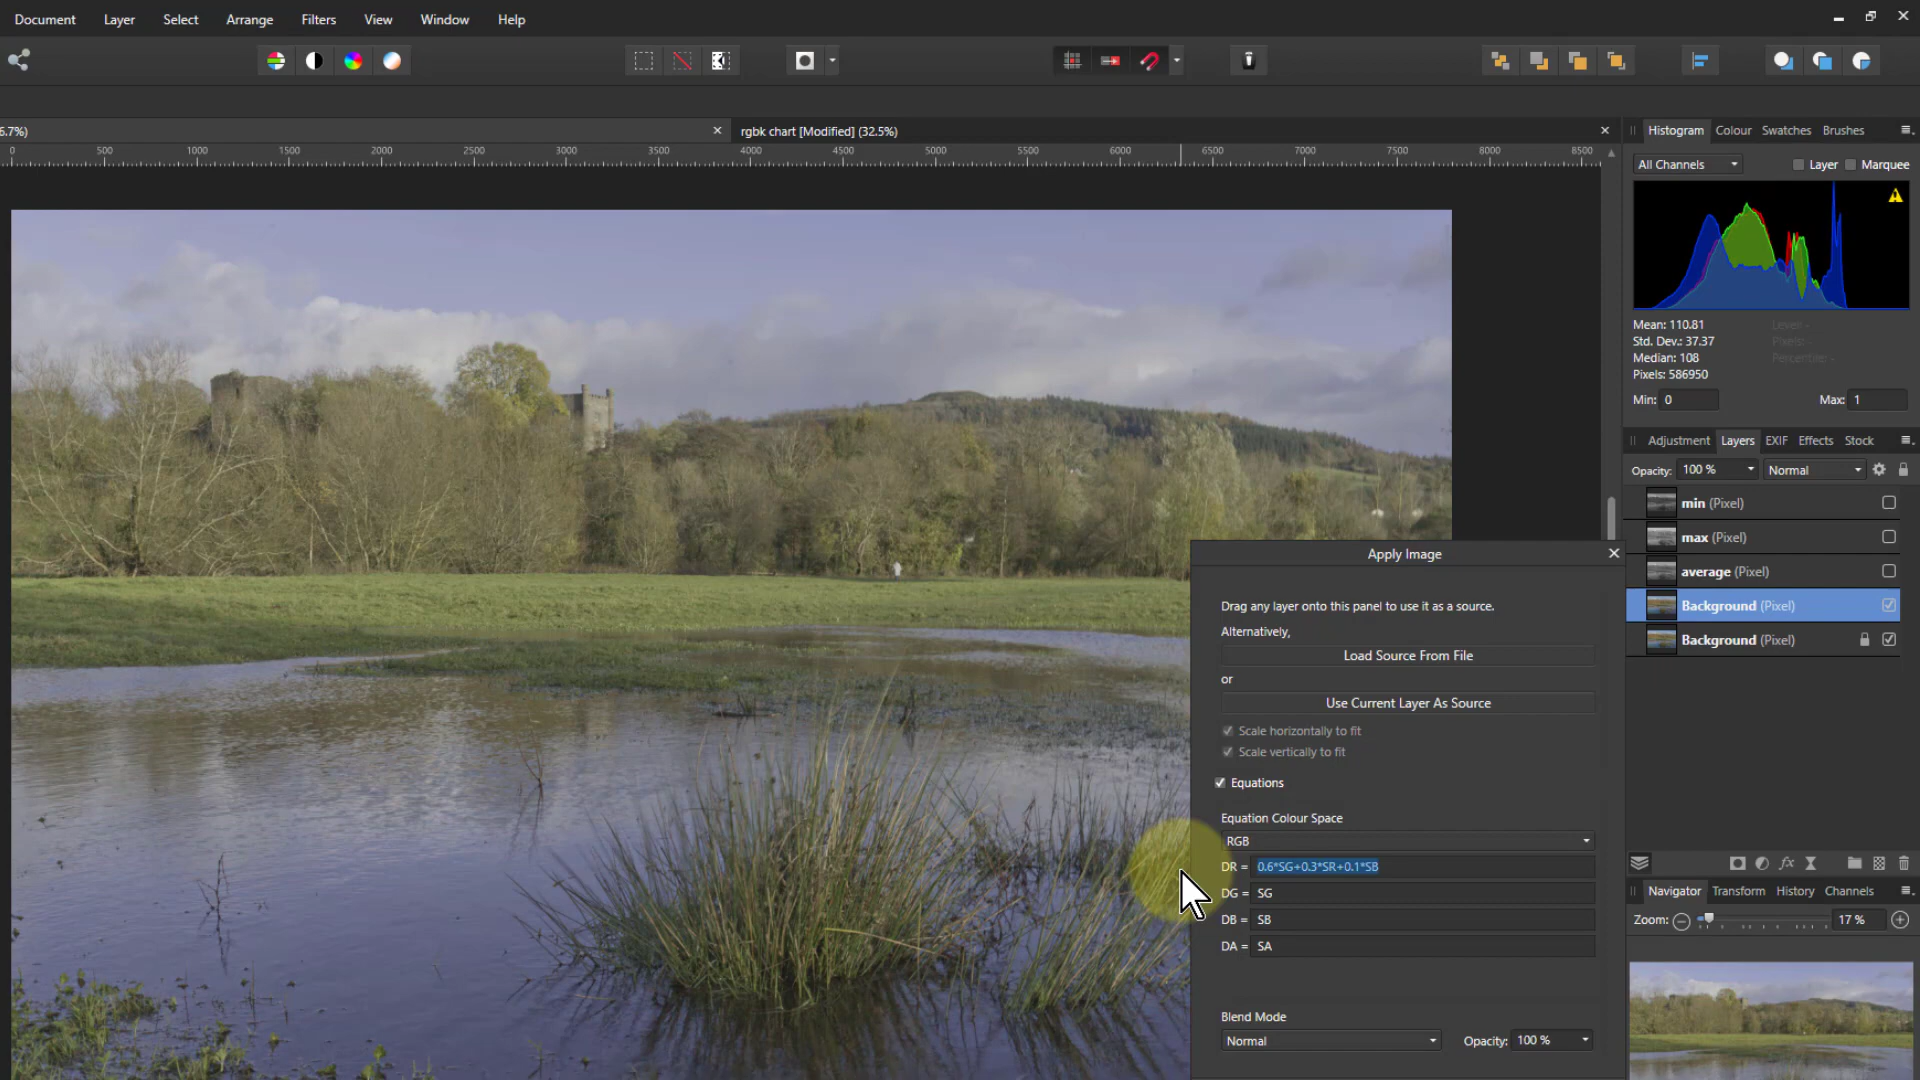 Document Layer Select Arrange Filters View Window Help
6.7%)
rgbk chart [Modified] (32.5%)
0 500 1000 1500 2000 2500 3000 3500 4000 4500 5000 5500 6000 6500 7000 7500 8000 8500
Histogram Colour Swatches Brushes
All Channels Layer Marquee
Mean: 110.81 Level: -
Std. Dev.: 37.37 Pixels: -
Median: 108 Percentile: -
Pixels: 586950
Min: 0 Max: 1
Adjustment Layers EXIF Effects Stock
Opacity: 100 % Normal
min (Pixel)
max (Pixel)
average (Pixel)
Background (Pixel)
Background (Pixel)
Apply Image
Drag any layer onto this panel to use it as a source.
Alternatively,
Load Source From File
or
Use Current Layer As Source
Scale horizontally to fit
Scale vertically to fit
Equations
Equation Colour Space
RGB
DR = 0.6*SG+0.3*SR+0.1*SB
DG = SG
DB = SB
DA = SA
Blend Mode
Normal Opacity: 100 %
fx
Navigator Transform History Channels
Zoom: 17 %